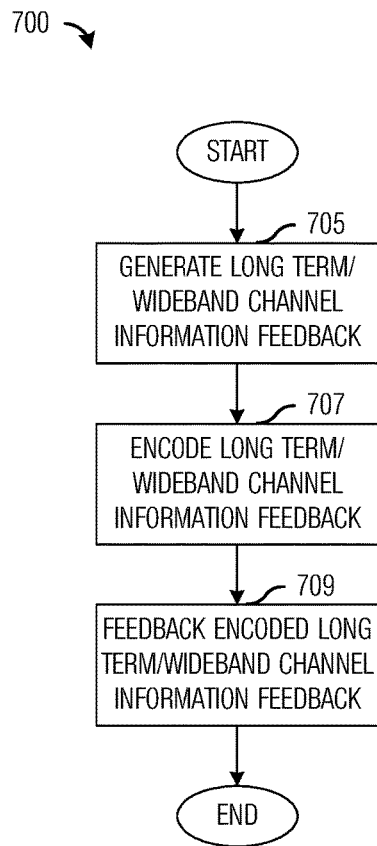 700
START
705
GENERATE LONG TERM/
WIDEBAND CHANNEL
INFORMATION FEEDBACK
707
ENCODE LONG TERM/
WIDEBAND CHANNEL
INFORMATION FEEDBACK
709
FEEDBACK ENCODED LONG
TERM/WIDEBAND CHANNEL
INFORMATION FEEDBACK
END